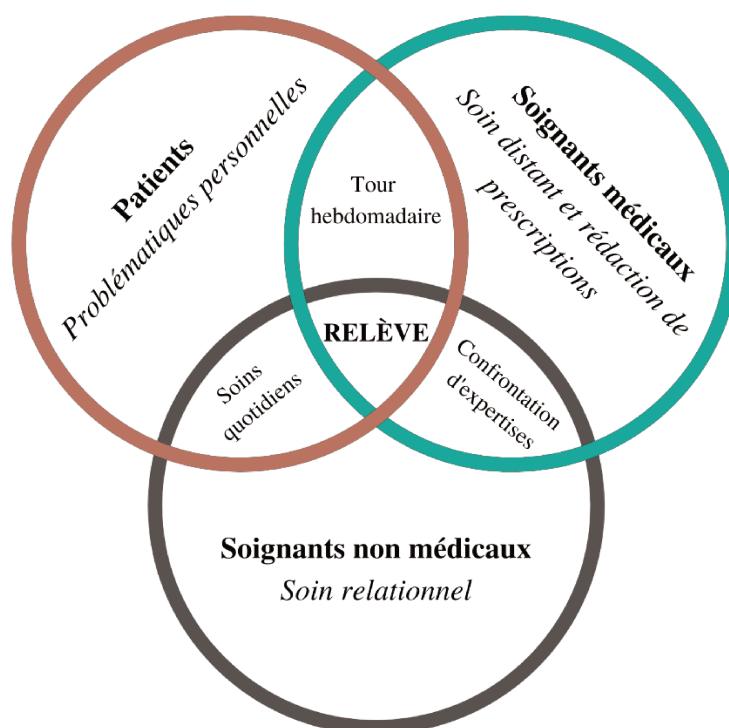 Patients
Problématiques personnelles
Soignants médicaux
Soin distant et rédaction de
prescriptions
Tour
hebdomadaire
RELÈVE
Soins
quotidiens
Confrontation
d'expertises
Soignants non médicaux
Soin relationnel